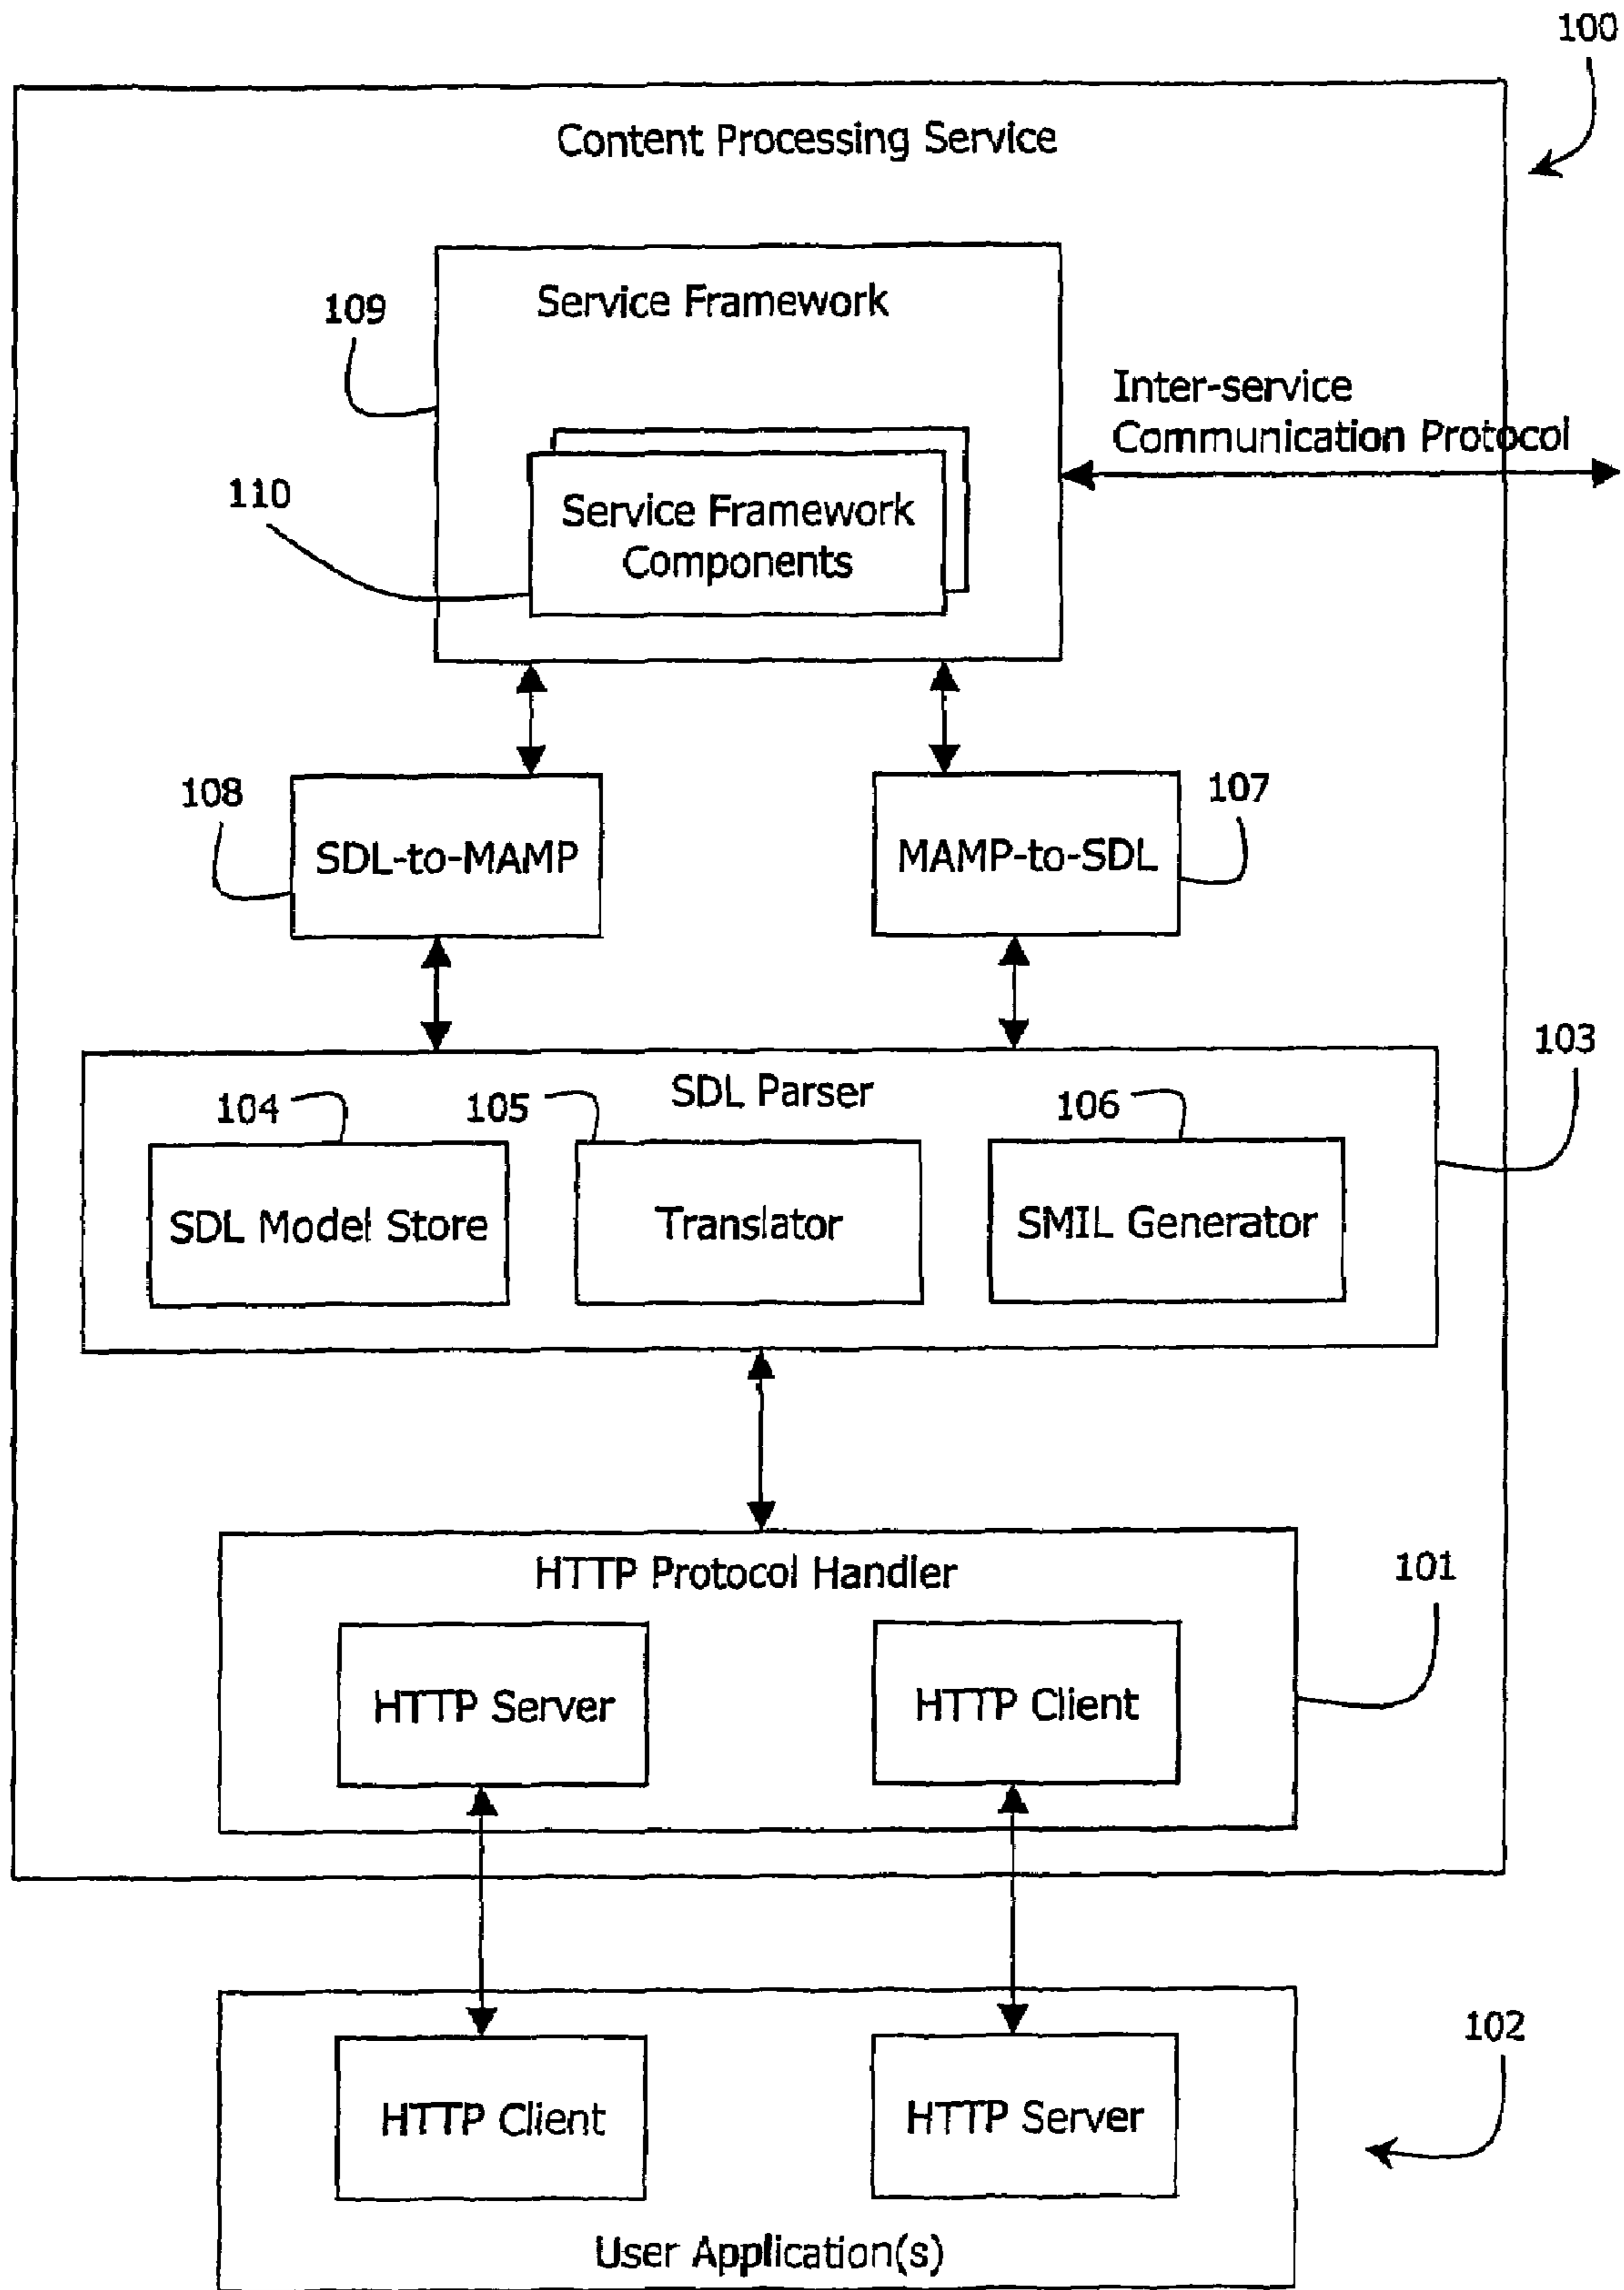 100
Content Processing Service
109
Service Framework
Inter-service
Communication Protocol
110
Service Framework
Components
108
SDL-to-MAMP
107
MAMP-to-SDL
103
SDL Parser
104
105
106
SDL Model Store
Translator
SMIL Generator
HTTP Protocol Handler
101
HTTP Server
HTTP Client
102
HTTP Client
HTTP Server
User Application(s)